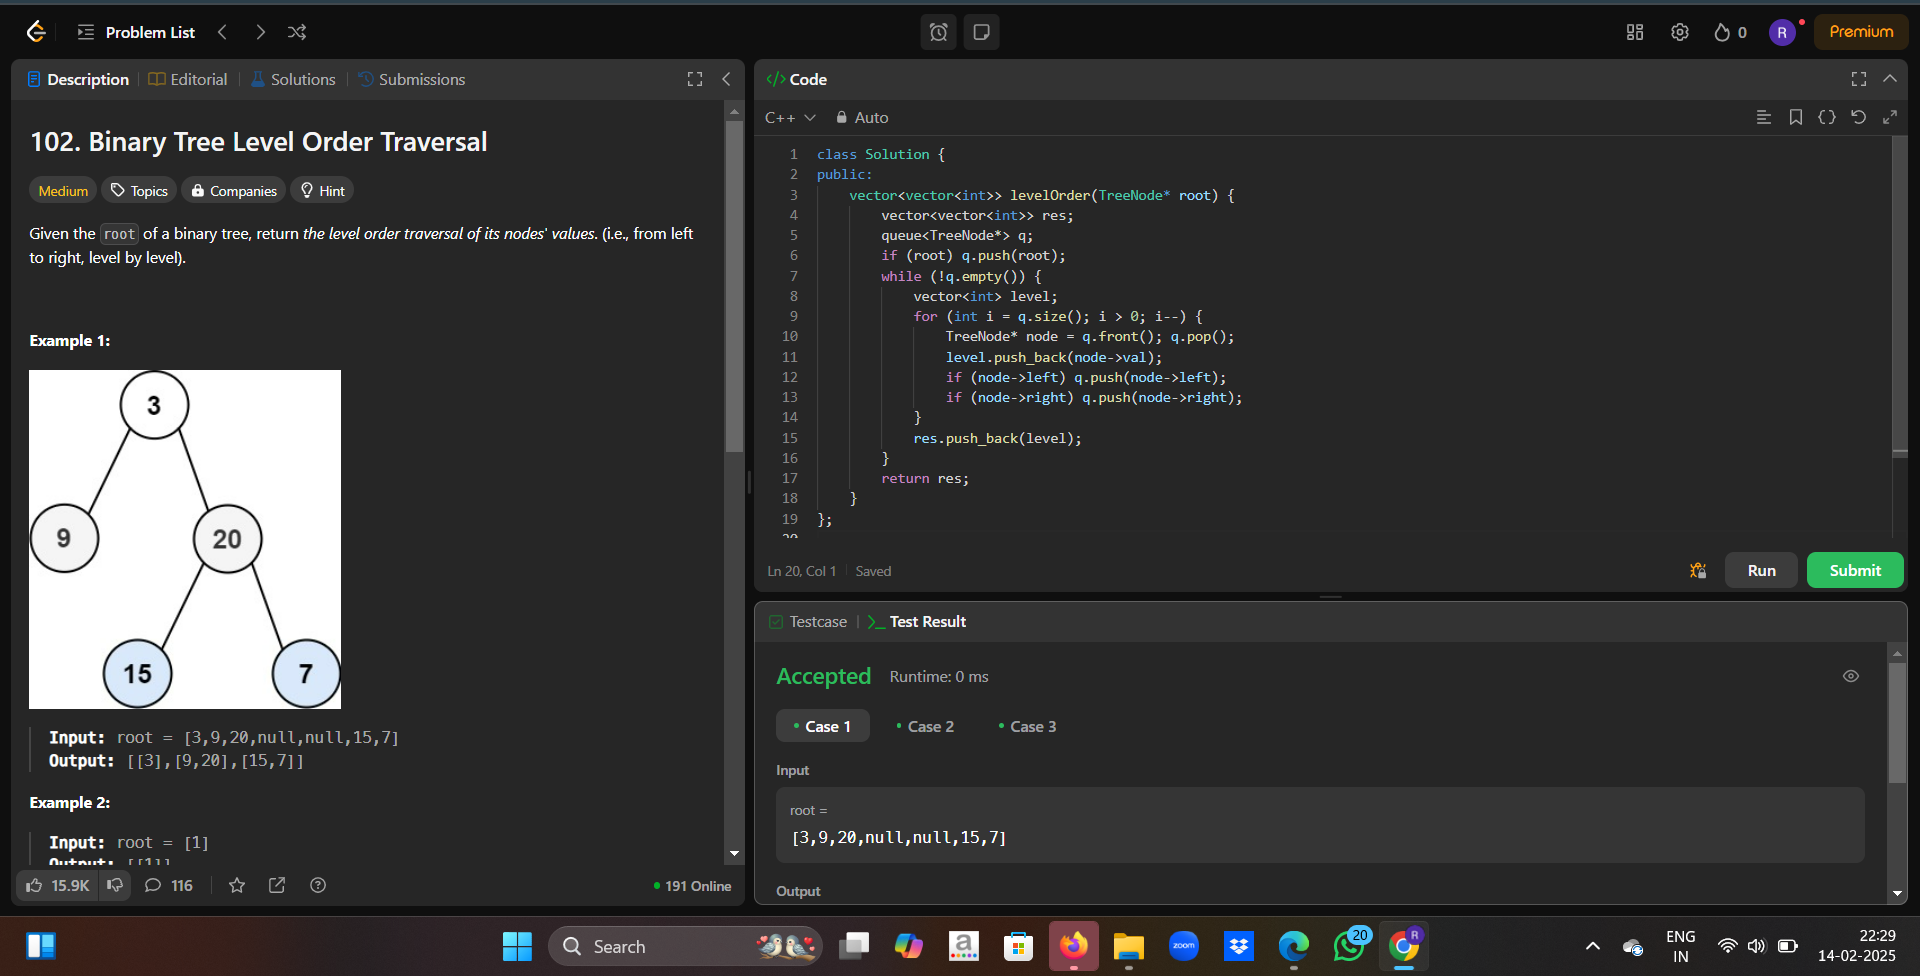 Problem List
0
R
Premium
Description
Editorial
Solutions
Submissions
102. Binary Tree Level Order Traversal
Medium
Topics
Companies
Hint
Given the root of a binary tree, return the level order traversal of its nodes' values. (i.e., from left
to right, level by level).
Example 1:
3
9
20
15
7
Input: root = [3,9,20,null,null,15,7]
Output: [[3],[9,20],[15,7]]
Example 2:
Input: root = [1]
Output: [[1]]
15.9K
116
191 Online
</> Code
C++
Auto
1 class Solution {
2 public:
3 vector<vector<int>> levelOrder(TreeNode* root) {
4 vector<vector<int>> res;
5 queue<TreeNode*> q;
6 if (root) q.push(root);
7 while (!q.empty()) {
8 vector<int> level;
9 for (int i = q.size(); i > 0; i--) {
10 TreeNode* node = q.front(); q.pop();
11 level.push_back(node->val);
12 if (node->left) q.push(node->left);
13 if (node->right) q.push(node->right);
14 }
15 res.push_back(level);
16 }
17 return res;
18 }
19 };
20
Ln 20, Col 1
Saved
Run
Submit
Testcase
>_ Test Result
Accepted
Runtime: 0 ms
Case 1
Case 2
Case 3
Input
root =
[3,9,20,null,null,15,7]
Output
Search
a
zoom
20
R
ENG
IN
22:29
14-02-2025